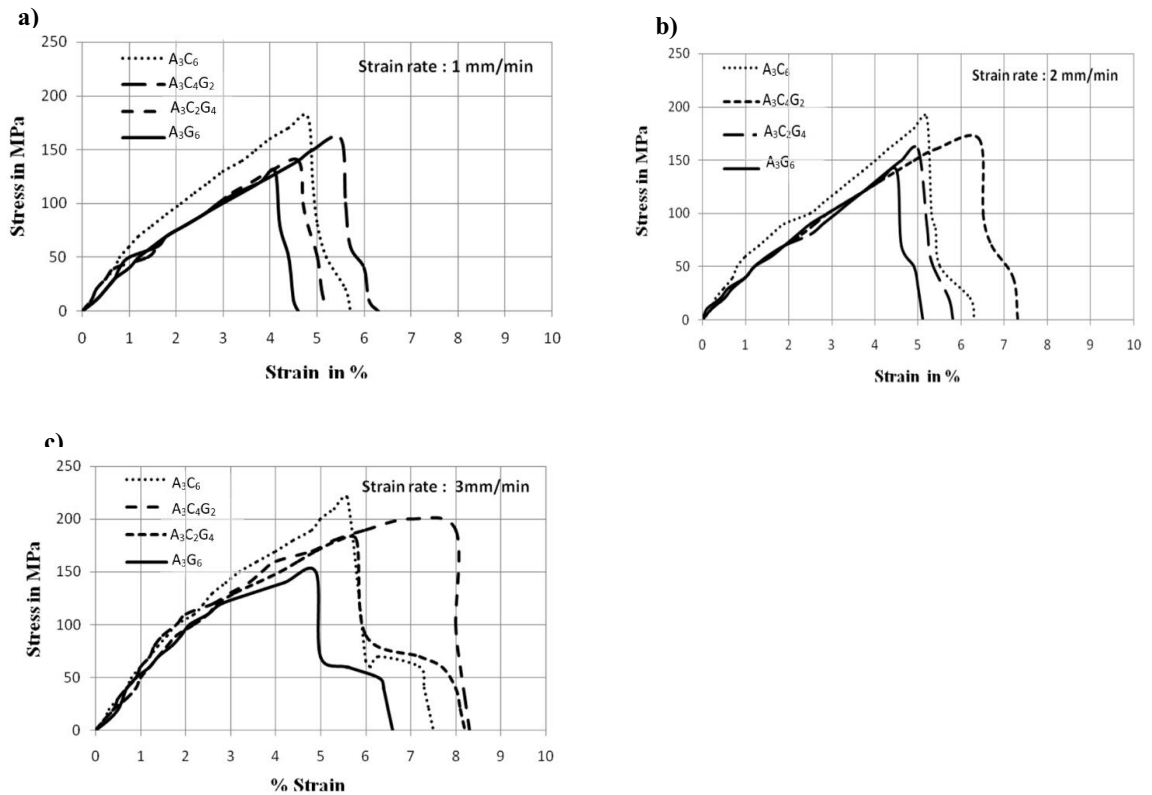 a)
250
200
150
100
50
0
Stress in MPa
A₃C₆
A₃C₄G₂
A₃C₂G₄
A₃G₆
Strain rate : 1 mm/min
0 1 2 3 4 5 6 7 8 9 10
Strain in %
b)
250
200
150
100
50
0
Stress in MPa
A₃C₆
A₃C₄G₂
A₃C₂G₄
A₃G₆
Strain rate : 2 mm/min
0 1 2 3 4 5 6 7 8 9 10
Strain in %
c)
250
200
150
100
50
0
Stress in MPa
A₃C₆
A₃C₄G₂
A₃C₂G₄
A₃G₆
Strain rate : 3mm/min
0 1 2 3 4 5 6 7 8 9 10
% Strain